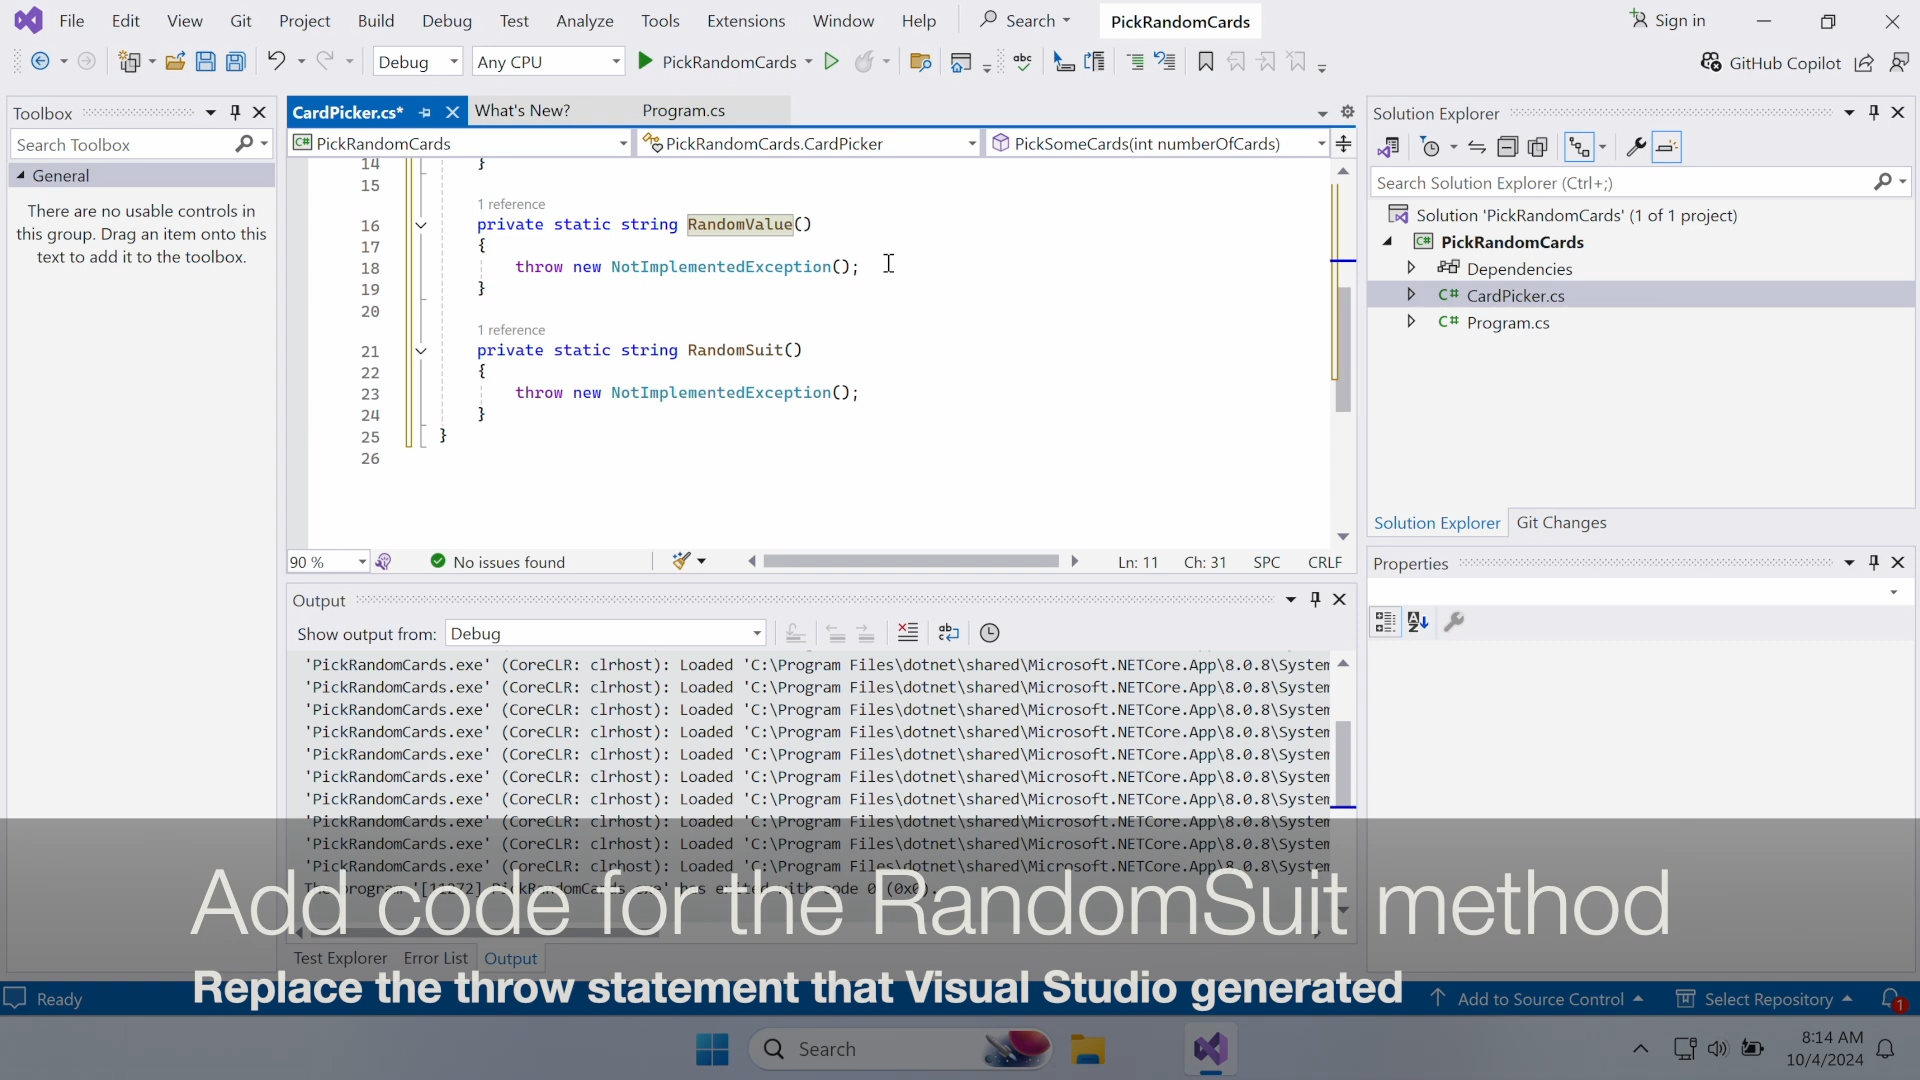 File Edit View Git Project Build Debug Test Analyze Tools Extensions Window Help Search PickRandomCards Sign in
Debug Any CPU PickRandomCards abc GitHub Copilot
Toolbox
Search Toolbox
General
There are no usable controls in
this group. Drag an item onto this
text to add it to the toolbox.
CardPicker.cs* What's New? Program.cs
C# PickRandomCards PickRandomCards.CardPicker PickSomeCards(int numberOfCards)
14 }
15
1 reference
16 private static string RandomValue()
17 {
18 throw new NotImplementedException();
19 }
20
1 reference
21 private static string RandomSuit()
22 {
23 throw new NotImplementedException();
24 }
25 }
26
90 % No issues found Ln: 11 Ch: 31 SPC CRLF
Output
Show output from: Debug
'PickRandomCards.exe' (CoreCLR: clrhost): Loaded 'C:\Program Files\dotnet\shared\Microsoft.NETCore.App\8.0.8\System
'PickRandomCards.exe' (CoreCLR: clrhost): Loaded 'C:\Program Files\dotnet\shared\Microsoft.NETCore.App\8.0.8\System
'PickRandomCards.exe' (CoreCLR: clrhost): Loaded 'C:\Program Files\dotnet\shared\Microsoft.NETCore.App\8.0.8\System
'PickRandomCards.exe' (CoreCLR: clrhost): Loaded 'C:\Program Files\dotnet\shared\Microsoft.NETCore.App\8.0.8\System
'PickRandomCards.exe' (CoreCLR: clrhost): Loaded 'C:\Program Files\dotnet\shared\Microsoft.NETCore.App\8.0.8\System
'PickRandomCards.exe' (CoreCLR: clrhost): Loaded 'C:\Program Files\dotnet\shared\Microsoft.NETCore.App\8.0.8\System
'PickRandomCards.exe' (CoreCLR: clrhost): Loaded 'C:\Program Files\dotnet\shared\Microsoft.NETCore.App\8.0.8\System
'PickRandomCards.exe' (CoreCLR: clrhost): Loaded 'C:\Program Files\dotnet\shared\Microsoft.NETCore.App\8.0.8\System
'PickRandomCards.exe' (CoreCLR: clrhost): Loaded 'C:\Program Files\dotnet\shared\Microsoft.NETCore.App\8.0.8\System
'PickRandomCards.exe' (CoreCLR: clrhost): Loaded 'C:\Program Files\dotnet\shared\Microsoft.NETCore.App\8.0.8\System
The program '[11272] PickRandomCards.exe' has exited with code 0 (0x0).
Test Explorer Error List Output
Solution Explorer
Search Solution Explorer (Ctrl+;)
Solution 'PickRandomCards' (1 of 1 project)
C# PickRandomCards
Dependencies
C# CardPicker.cs
C# Program.cs
Solution Explorer Git Changes
Properties
Add code for the RandomSuit method
Replace the throw statement that Visual Studio generated
Ready Add to Source Control Select Repository 1
Search 8:14 AM
10/4/2024